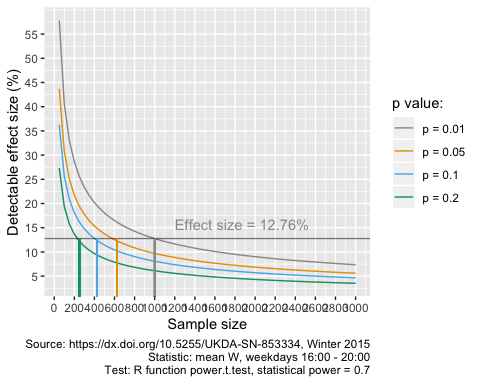 Detectable effect size (%)
55
50
45
40
35
30
25
20
15
10
5
Effect size = 12.76%
0 200 400 600 800 1000 1200 1400 1600 1800 2000 2200 2400 2600 2800 3000
Sample size
p value:
p = 0.01
p = 0.05
p = 0.1
p = 0.2
Source: https://dx.doi.org/10.5255/UKDA-SN-853334, Winter 2015
Statistic: mean W, weekdays 16:00 - 20:00
Test: R function power.t.test, statistical power = 0.7